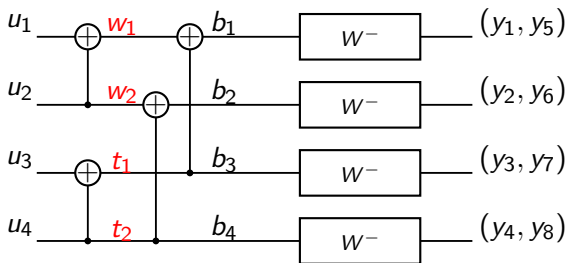 u₁ w₁ b₁ W⁻ (y₁, y₅)
u₂ w₂ b₂ W⁻ (y₂, y₆)
u₃ t₁ b₃ W⁻ (y₃, y₇)
u₄ t₂ b₄ W⁻ (y₄, y₈)